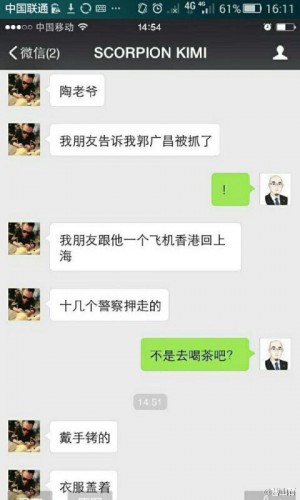 中国联通 4G 4G 61% 16:11
中国移动 14:54
微信(2) SCORPION KIMI
陶老爷
我朋友告诉我郭广昌被抓了
！
我朋友跟他一个飞机香港回上
海
十几个警察押走的
不是去喝茶吧？
14:51
戴手铐的
衣服盖着